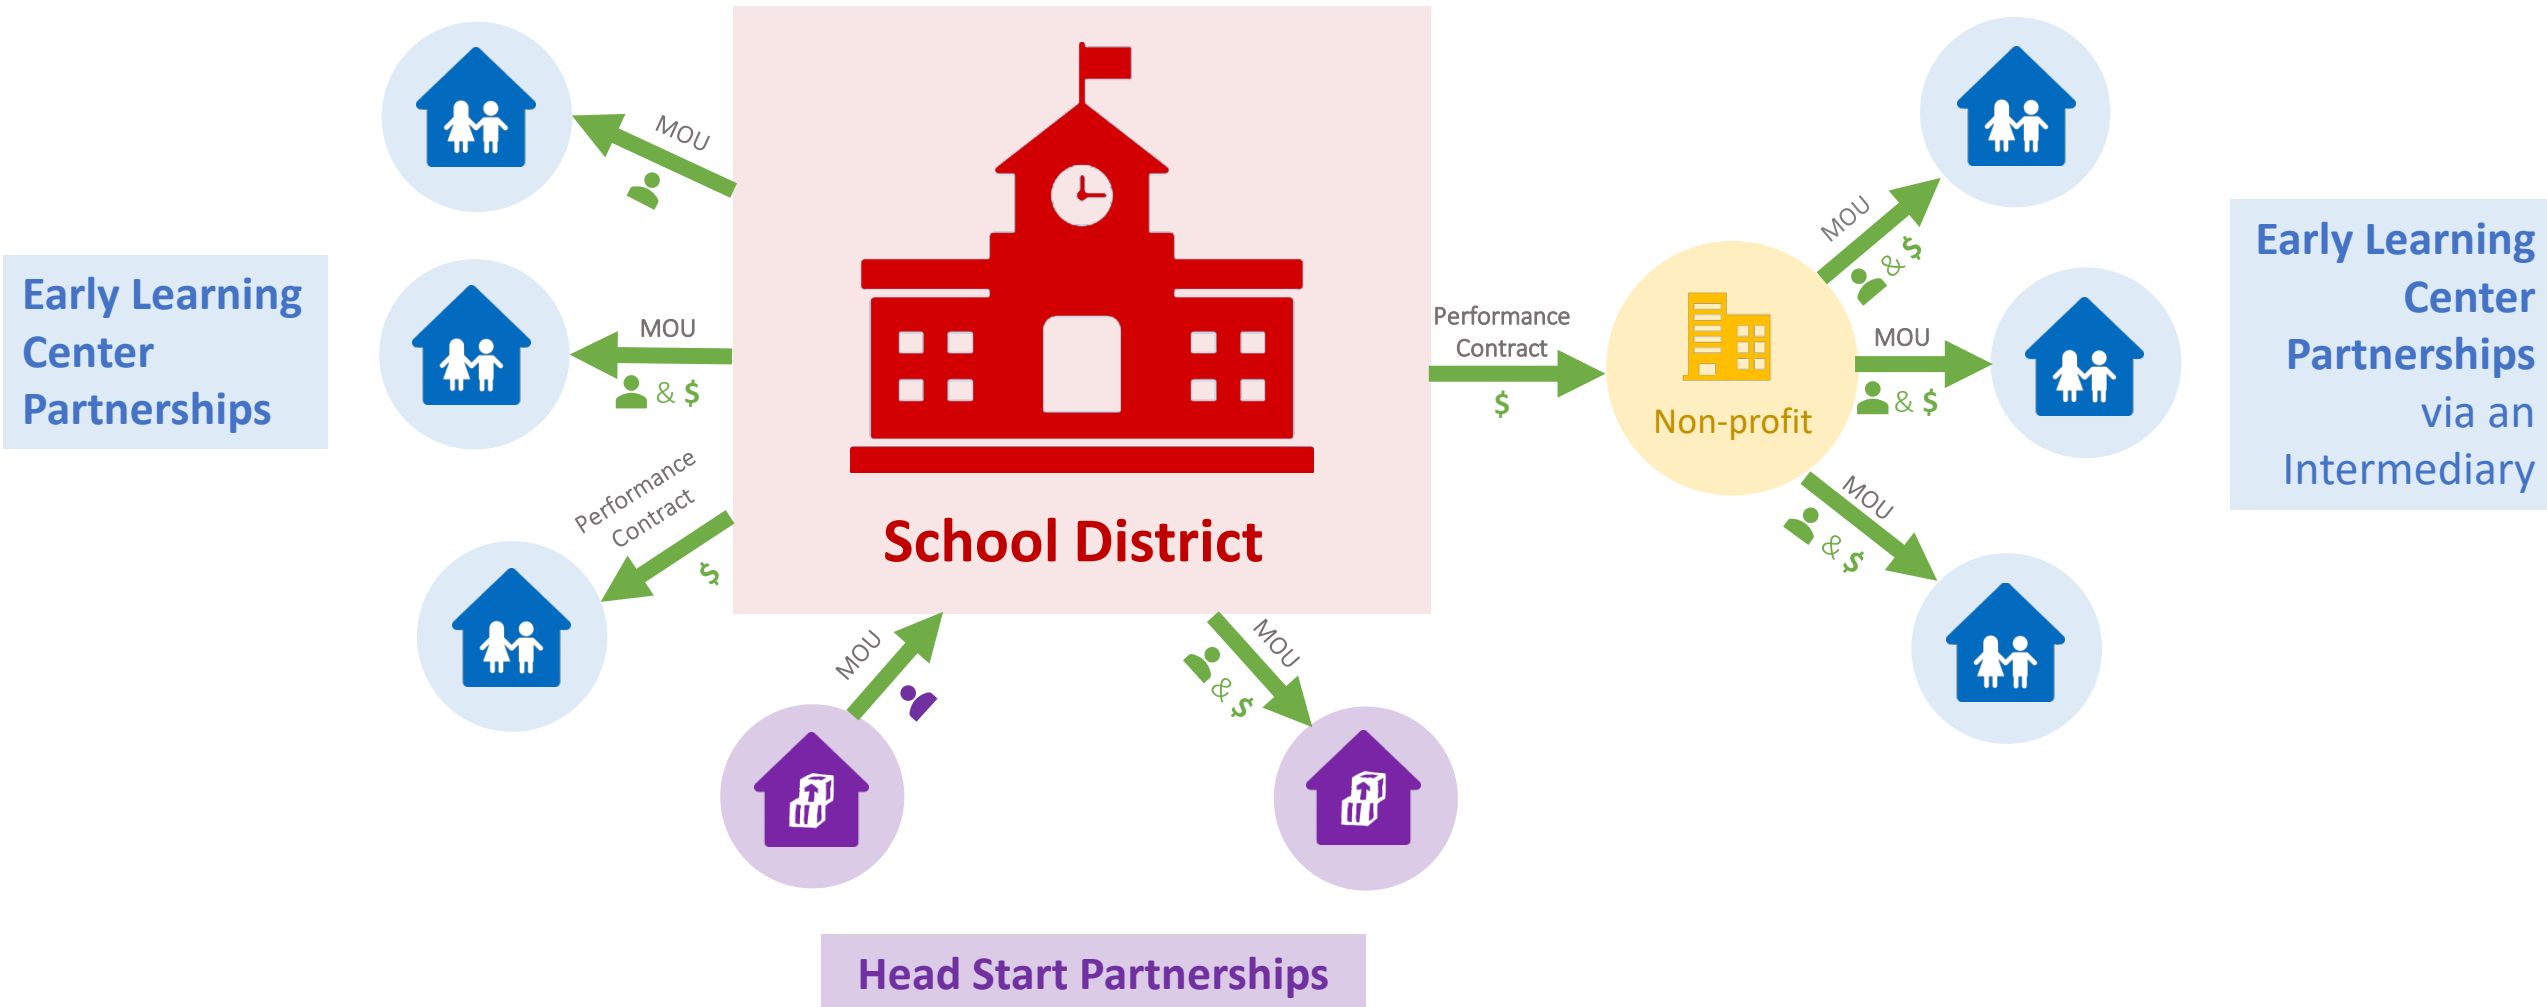 MOU
Early Learning
Center
Partnerships
MOU
& $
Performance
Contract
$
School District
MOU
MOU
& $
Head Start Partnerships
Performance
Contract
$
Non-profit
MOU
& $
MOU
& $
MOU
& $
Early Learning
Center
Partnerships
via an
Intermediary